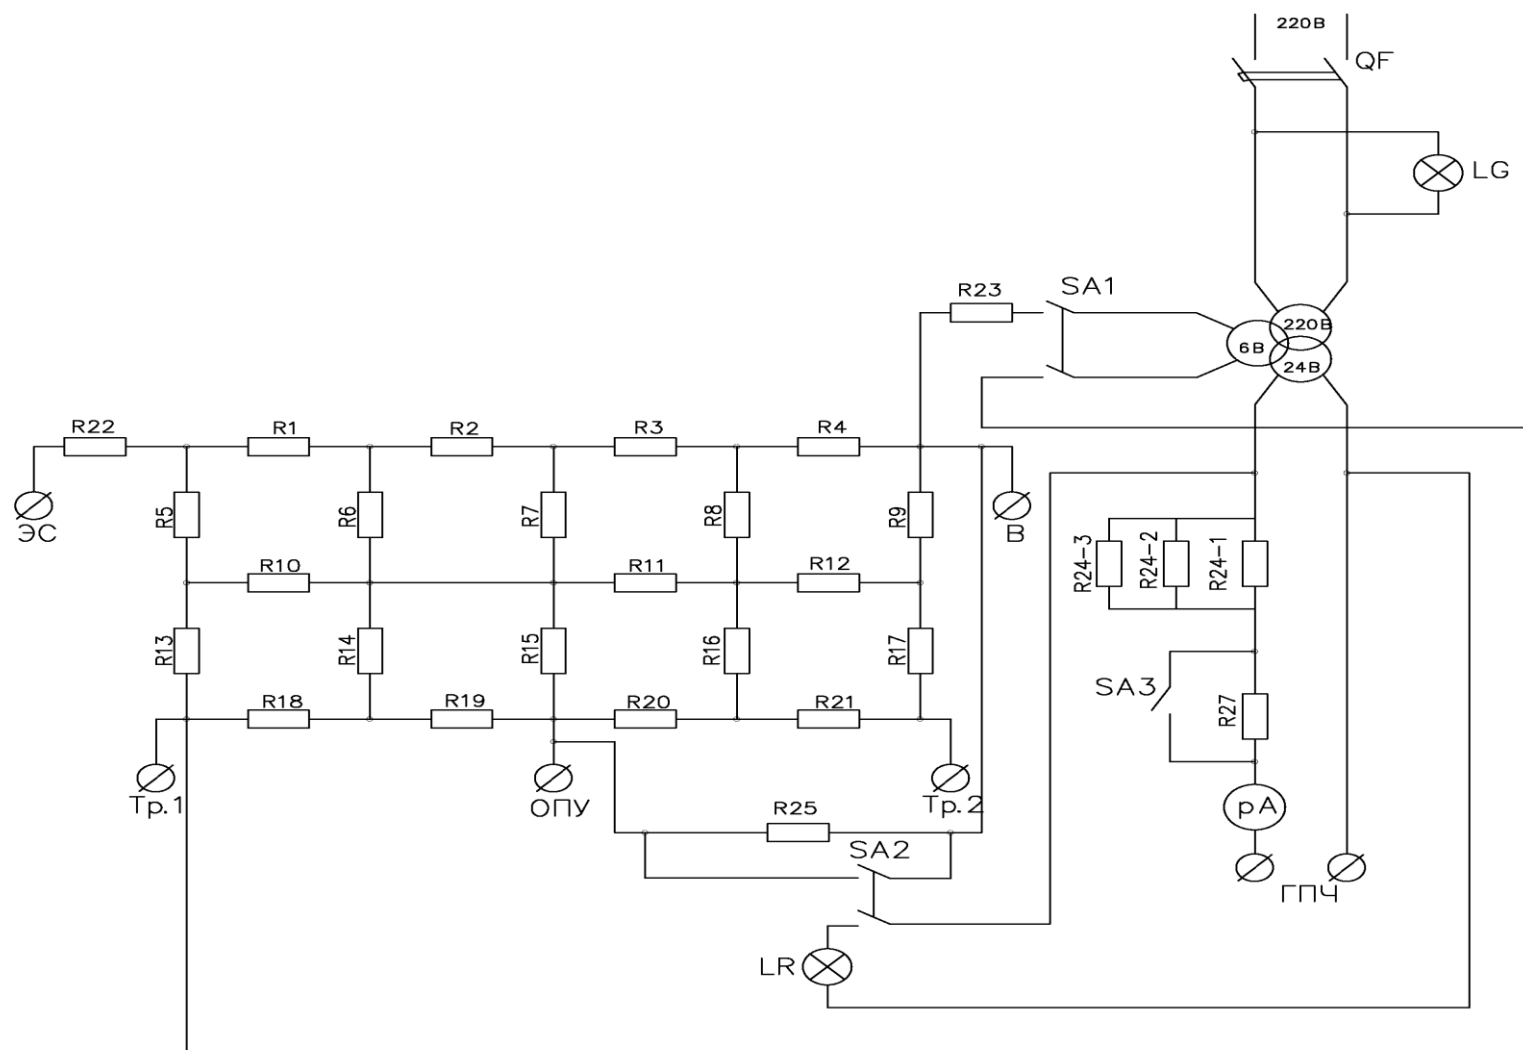 220В
QF
LG
R23
SA1
220В
6В
24В
R22
R1
R2
R3
R4
R5
R6
R7
R8
R9
ЭС
В
R10
R11
R12
R24-3
R24-2
R24-1
R13
R14
R15
R16
R17
SA3
R27
R18
R19
R20
R21
Тр.1
ОПУ
Тр.2
pA
R25
SA2
ГПЧ
LR